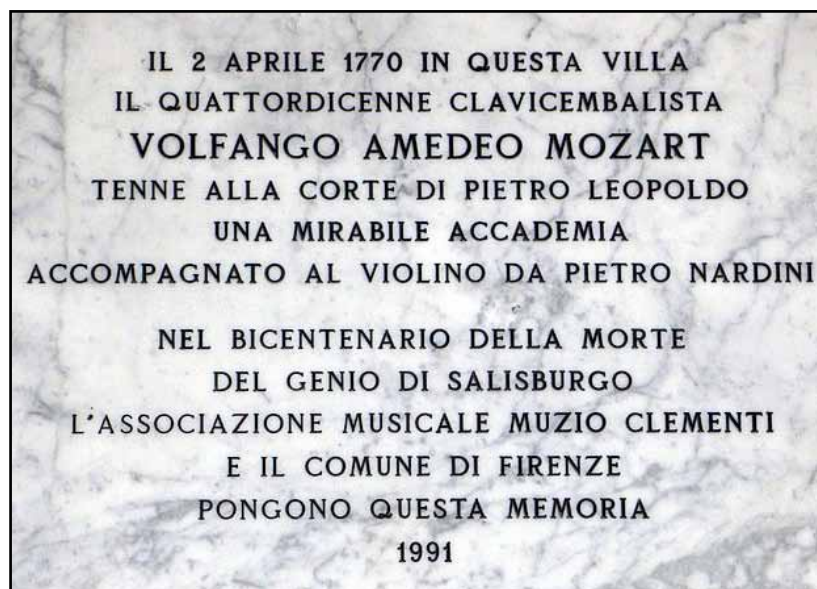 IL 2 APRILE 1770 IN QUESTA VILLA
IL QUATTORDICENNE CLAVICEMBALISTA
VOLFANGO AMEDEO MOZART
TENNE ALLA CORTE DI PIETRO LEOPOLDO
UNA MIRABILE ACCADEMIA
ACCOMPAGNATO AL VIOLINO DA PIETRO NARDINI
NEL BICENTENARIO DELLA MORTE
DEL GENIO DI SALISBURGO
L'ASSOCIAZIONE MUSICALE MUZIO CLEMENTI
E IL COMUNE DI FIRENZE
PONGONO QUESTA MEMORIA
1991